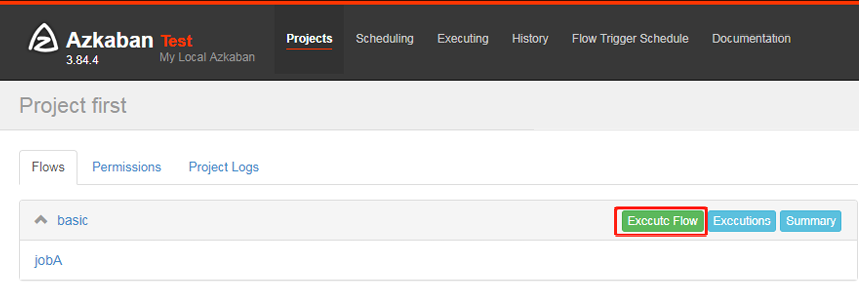 Azkaban Test
3.84.4
My Local Azkaban
Projects Scheduling Executing History Flow Trigger Schedule Documentation
Project first
Flows Permissions Project Logs
basic Execute Flow Executions Summary
jobA